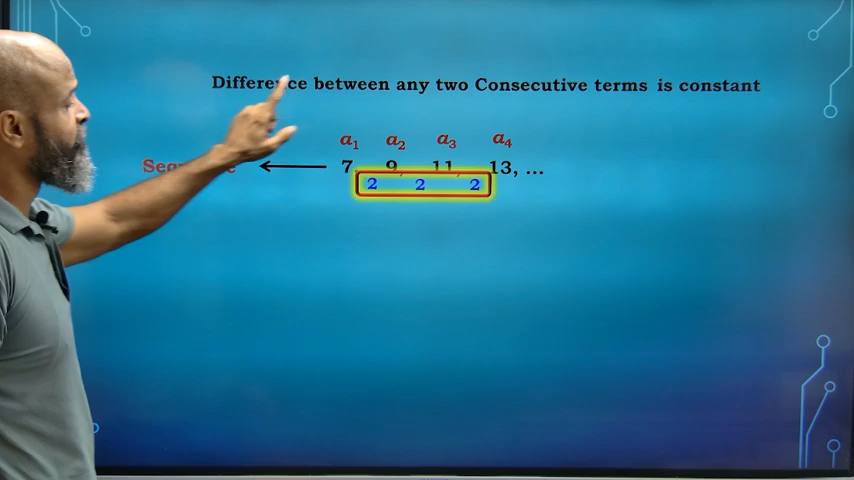 Difference between any two Consecutive terms is constant
a₁ a₂ a₃ a₄
7, 9, 11, 13, ...
2 2 2